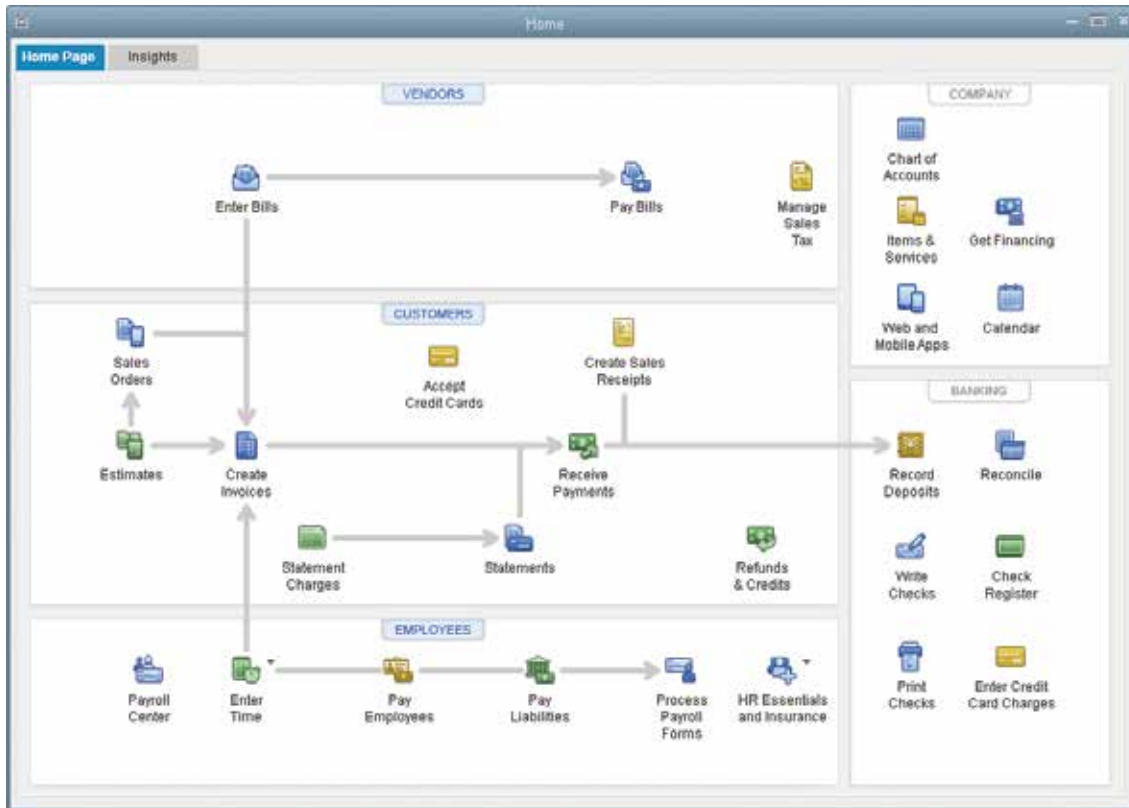 Home
Home Page
Insights
VENDORS
Enter Bills
Pay Bills
Manage
Sales
Tax
CUSTOMERS
Sales
Orders
Accept
Credit Cards
Create Sales
Receipts
Estimates
Create
Invoices
Receive
Payments
Statement
Charges
Statements
Refunds
& Credits
EMPLOYEES
Payroll
Center
Enter
Time
Pay
Employees
Pay
Liabilities
Process
Payroll
Forms
HR Essentials
and Insurance
COMPANY
Chart of
Accounts
Items &
Services
Get Financing
Web and
Mobile Apps
Calendar
BANKING
Record
Deposits
Reconcile
Write
Checks
Check
Register
Print
Checks
Enter Credit
Card Charges